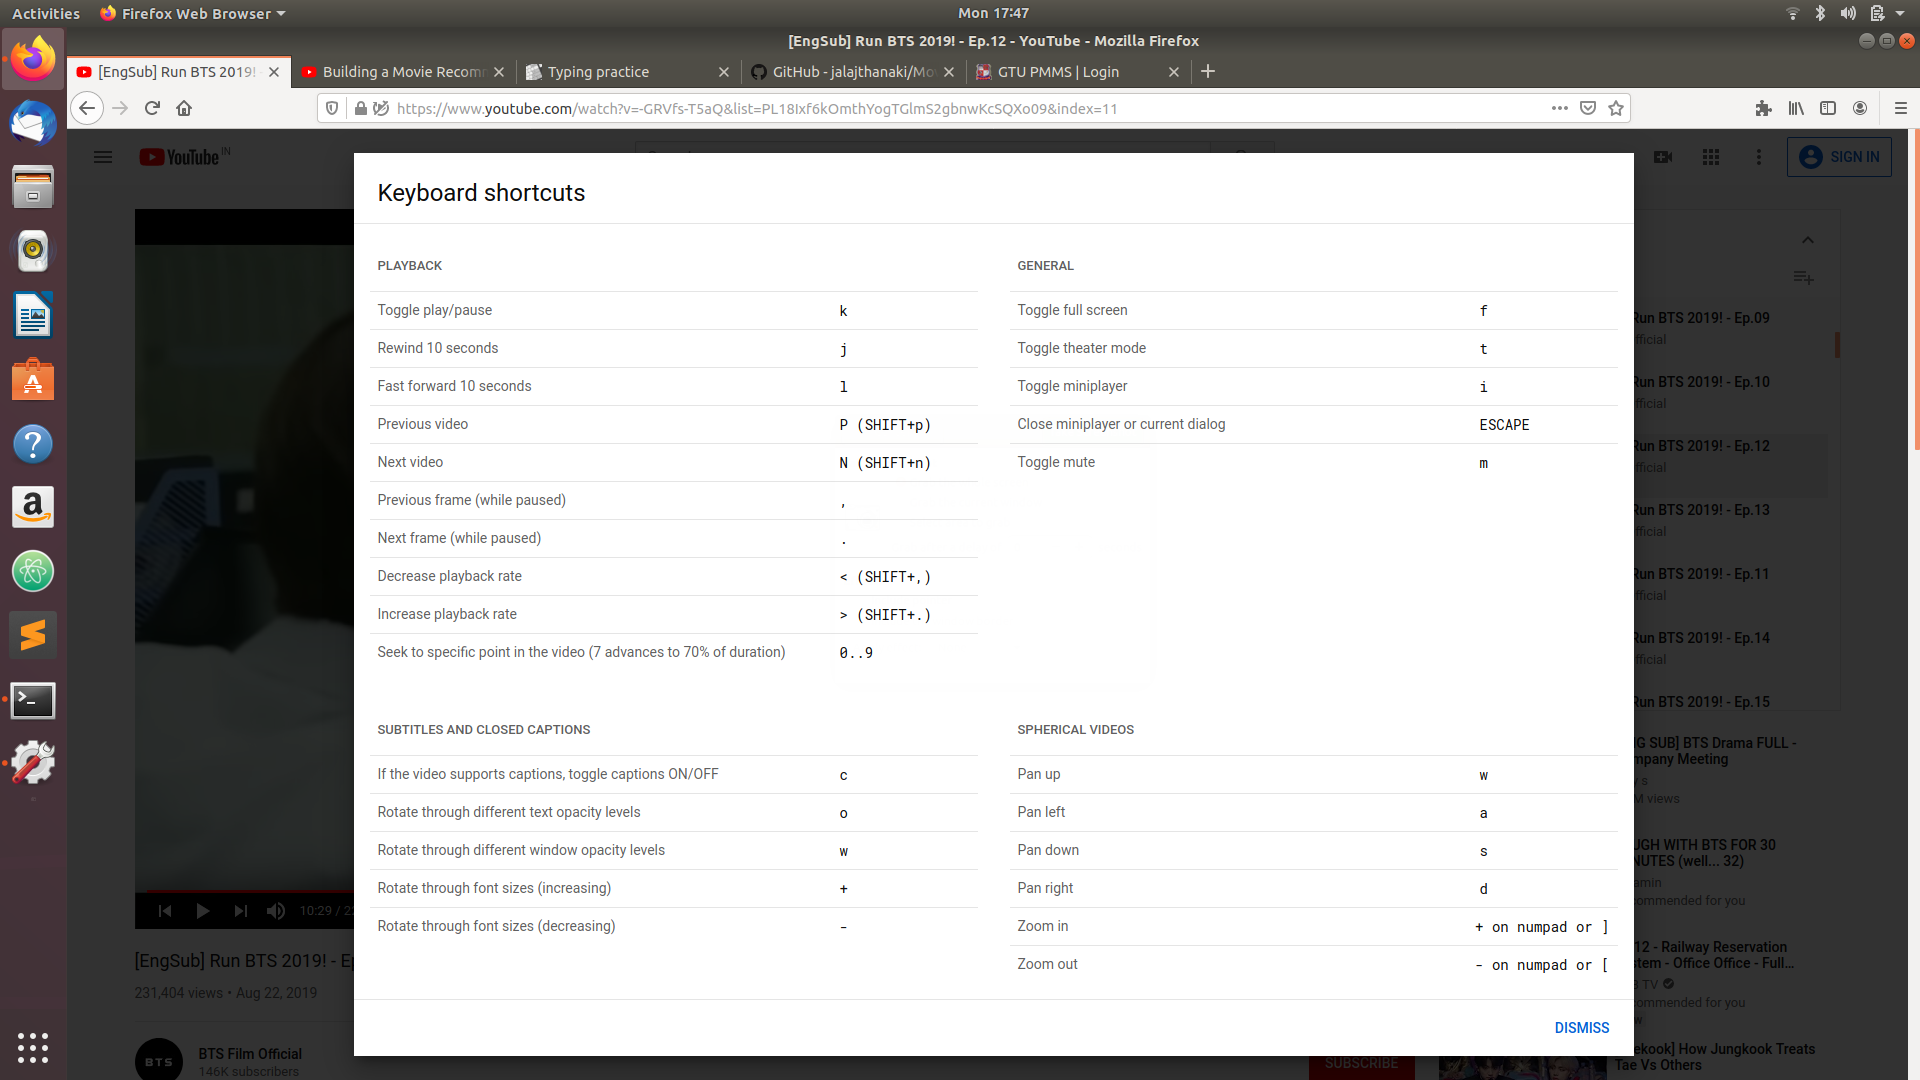 Activities
Firefox Web Browser
Mon 17:47
[EngSub] Run BTS 2019! - Ep.12 - YouTube - Mozilla Firefox
[EngSub] Run BTS 2019! -
Building a Movie Recom
Typing practice
GitHub - jalajthanaki/Mo
GTU PMMS | Login
https://www.youtube.com/watch?v=-GRVfs-T5aQ&list=PL18Ixf6kOmthYogTGlmS2gbnwKcSQXo09&index=11
YouTube IN
SIGN IN
Keyboard shortcuts
PLAYBACK
Toggle play/pause k
Rewind 10 seconds j
Fast forward 10 seconds l
Previous video P (SHIFT+p)
Next video N (SHIFT+n)
Previous frame (while paused) ,
Next frame (while paused) .
Decrease playback rate < (SHIFT+,)
Increase playback rate > (SHIFT+.)
Seek to specific point in the video (7 advances to 70% of duration) 0..9
GENERAL
Toggle full screen f
Toggle theater mode t
Toggle miniplayer i
Close miniplayer or current dialog ESCAPE
Toggle mute m
SUBTITLES AND CLOSED CAPTIONS
If the video supports captions, toggle captions ON/OFF c
Rotate through different text opacity levels o
Rotate through different window opacity levels w
Rotate through font sizes (increasing) +
Rotate through font sizes (decreasing) -
SPHERICAL VIDEOS
Pan up w
Pan left a
Pan down s
Pan right d
Zoom in + on numpad or ]
Zoom out - on numpad or [
DISMISS
10:29 / 2
[EngSub] Run BTS 2019! - Ep
231,404 views • Aug 22, 2019
BTS
BTS Film Official
146K subscribers
SUBSCRIBE
Run BTS 2019! - Ep.09
fficial
Run BTS 2019! - Ep.10
fficial
Run BTS 2019! - Ep.12
fficial
Run BTS 2019! - Ep.13
fficial
Run BTS 2019! - Ep.11
fficial
Run BTS 2019! - Ep.14
fficial
Run BTS 2019! - Ep.15
G SUB] BTS Drama FULL -
mpany Meeting
s
M views
UGH WITH BTS FOR 30
NUTES (well... 32)
amin
ommended for you
12 - Railway Reservation
stem - Office Office - Full...
TV
ommended for you
w
ekook] How Jungkook Treats
Tae Vs Others